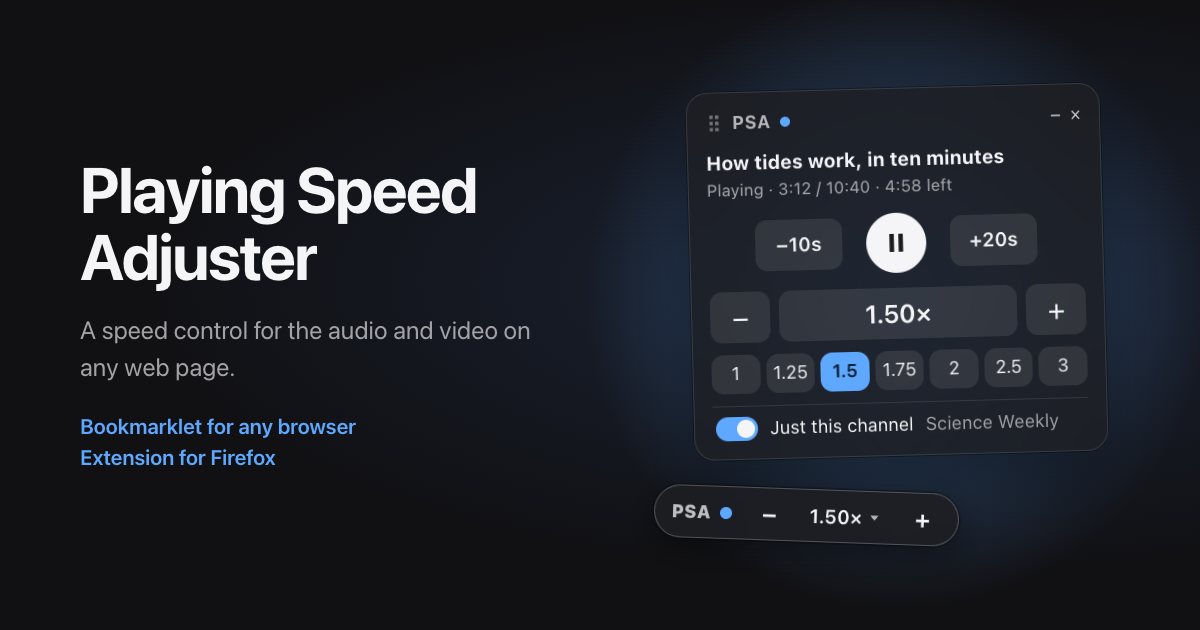 Playing Speed
Adjuster
A speed control for the audio and video on
any web page.
Bookmarklet for any browser
Extension for Firefox
PSA – ×
How tides work, in ten minutes
Playing · 3:12 / 10:40 · 4:58 left
–10s +20s
– 1.50× +
1 1.25 1.5 1.75 2 2.5 3
Just this channel Science Weekly
PSA – 1.50× +